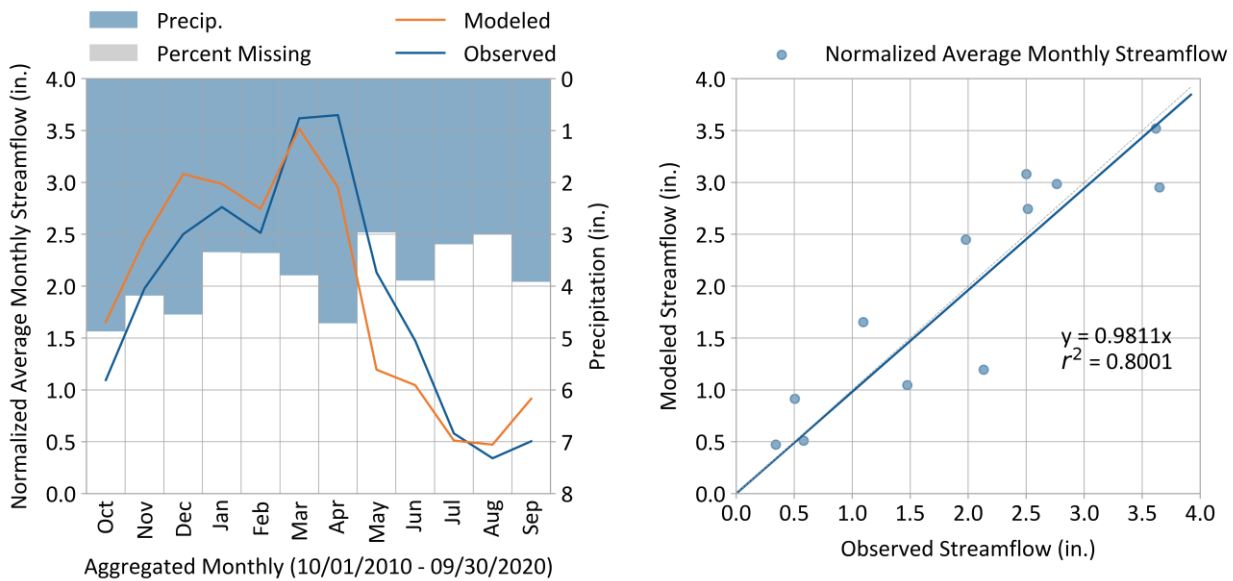 Precip.
Modeled
Percent Missing
Observed
Normalized Average Monthly Streamflow (in.)
4.0
3.5
3.0
2.5
2.0
1.5
1.0
0.5
0.0
0
1
2
3
4
5
6
7
8
Precipitation (in.)
Oct Nov Dec Jan Feb Mar Apr May Jun Jul Aug Sep
Aggregated Monthly (10/01/2010 - 09/30/2020)
Normalized Average Monthly Streamflow
Modeled Streamflow (in.)
4.0
3.5
3.0
2.5
2.0
1.5
1.0
0.5
0.0
y = 0.9811x
r² = 0.8001
0.0 0.5 1.0 1.5 2.0 2.5 3.0 3.5 4.0
Observed Streamflow (in.)